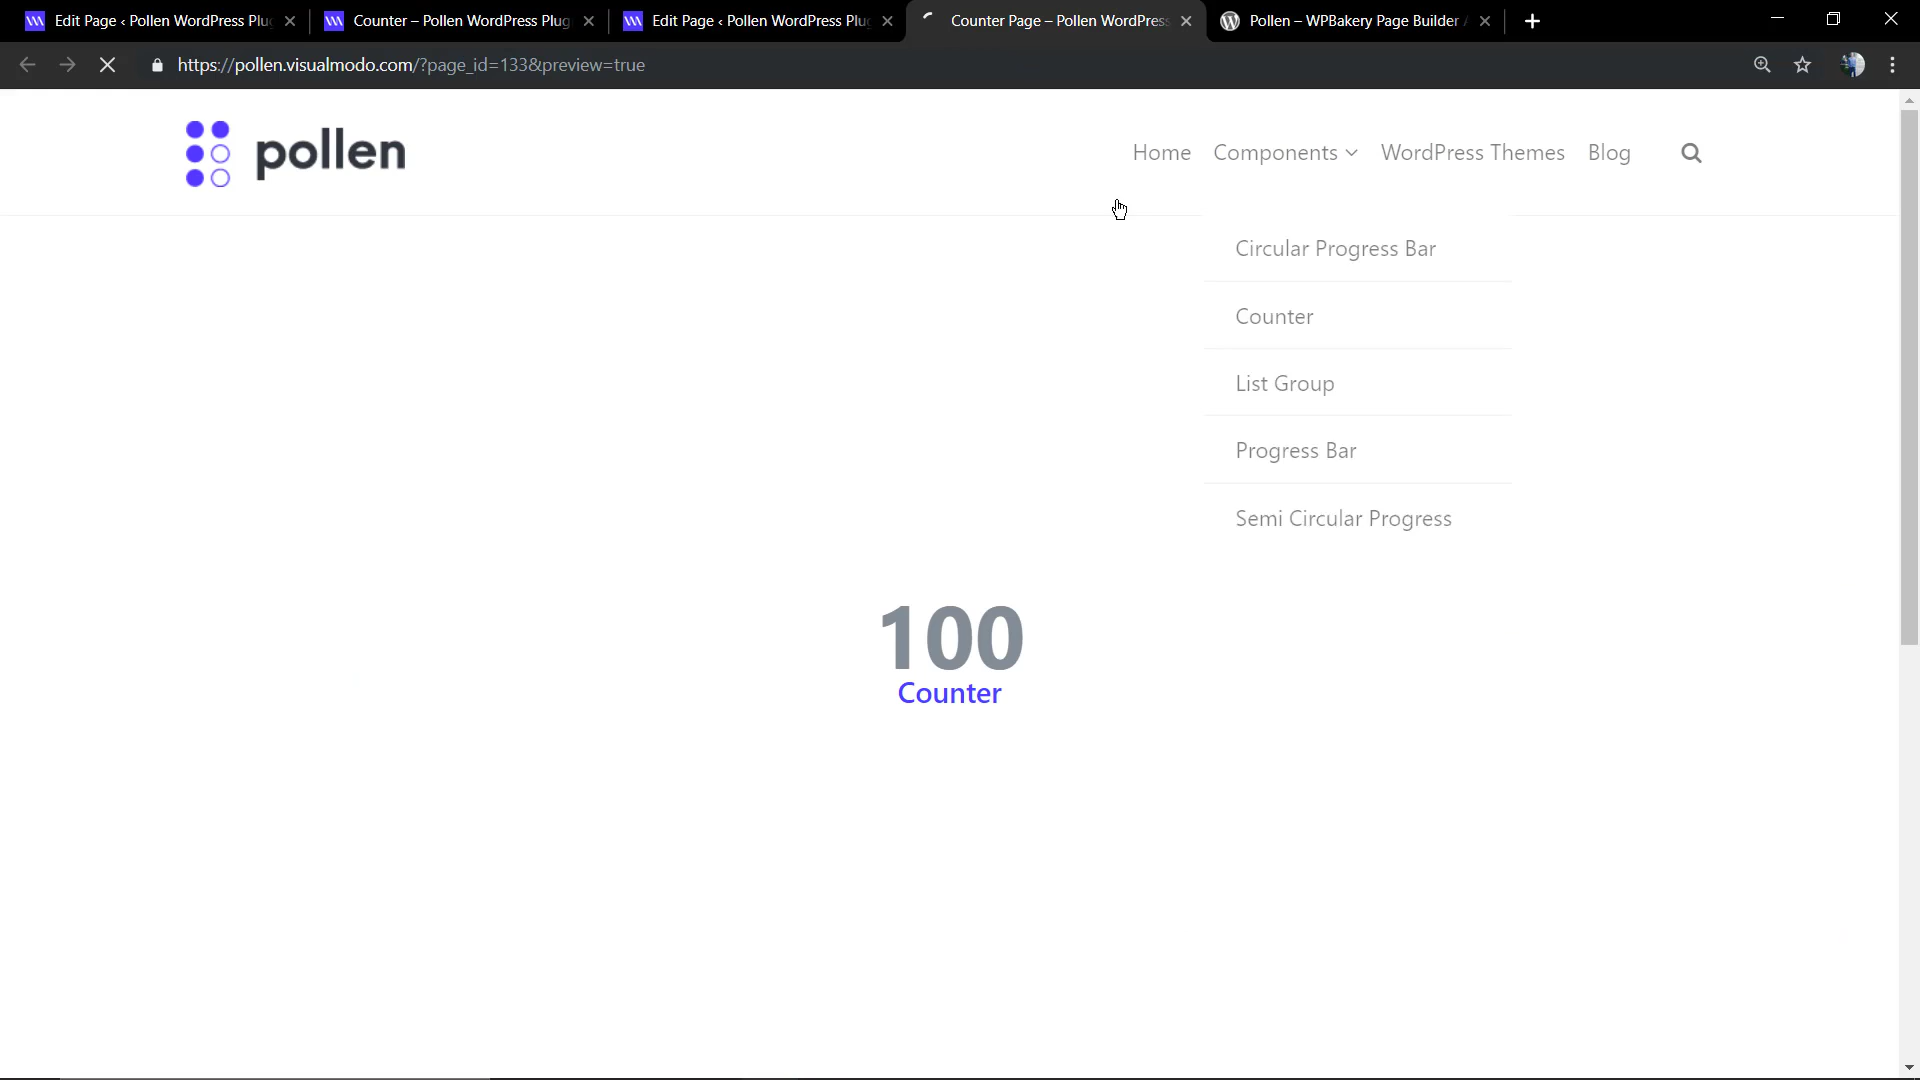 Edit Page ‹ Pollen WordPress Plug
Counter – Pollen WordPress Plug
Edit Page ‹ Pollen WordPress Plu
Counter Page – Pollen WordPress
Pollen – WPBakery Page Builder
https://pollen.visualmodo.com/?page_id=133&preview=true
pollen
Home
Components
WordPress Themes
Blog
Circular Progress Bar
Counter
List Group
Progress Bar
Semi Circular Progress
100
Counter